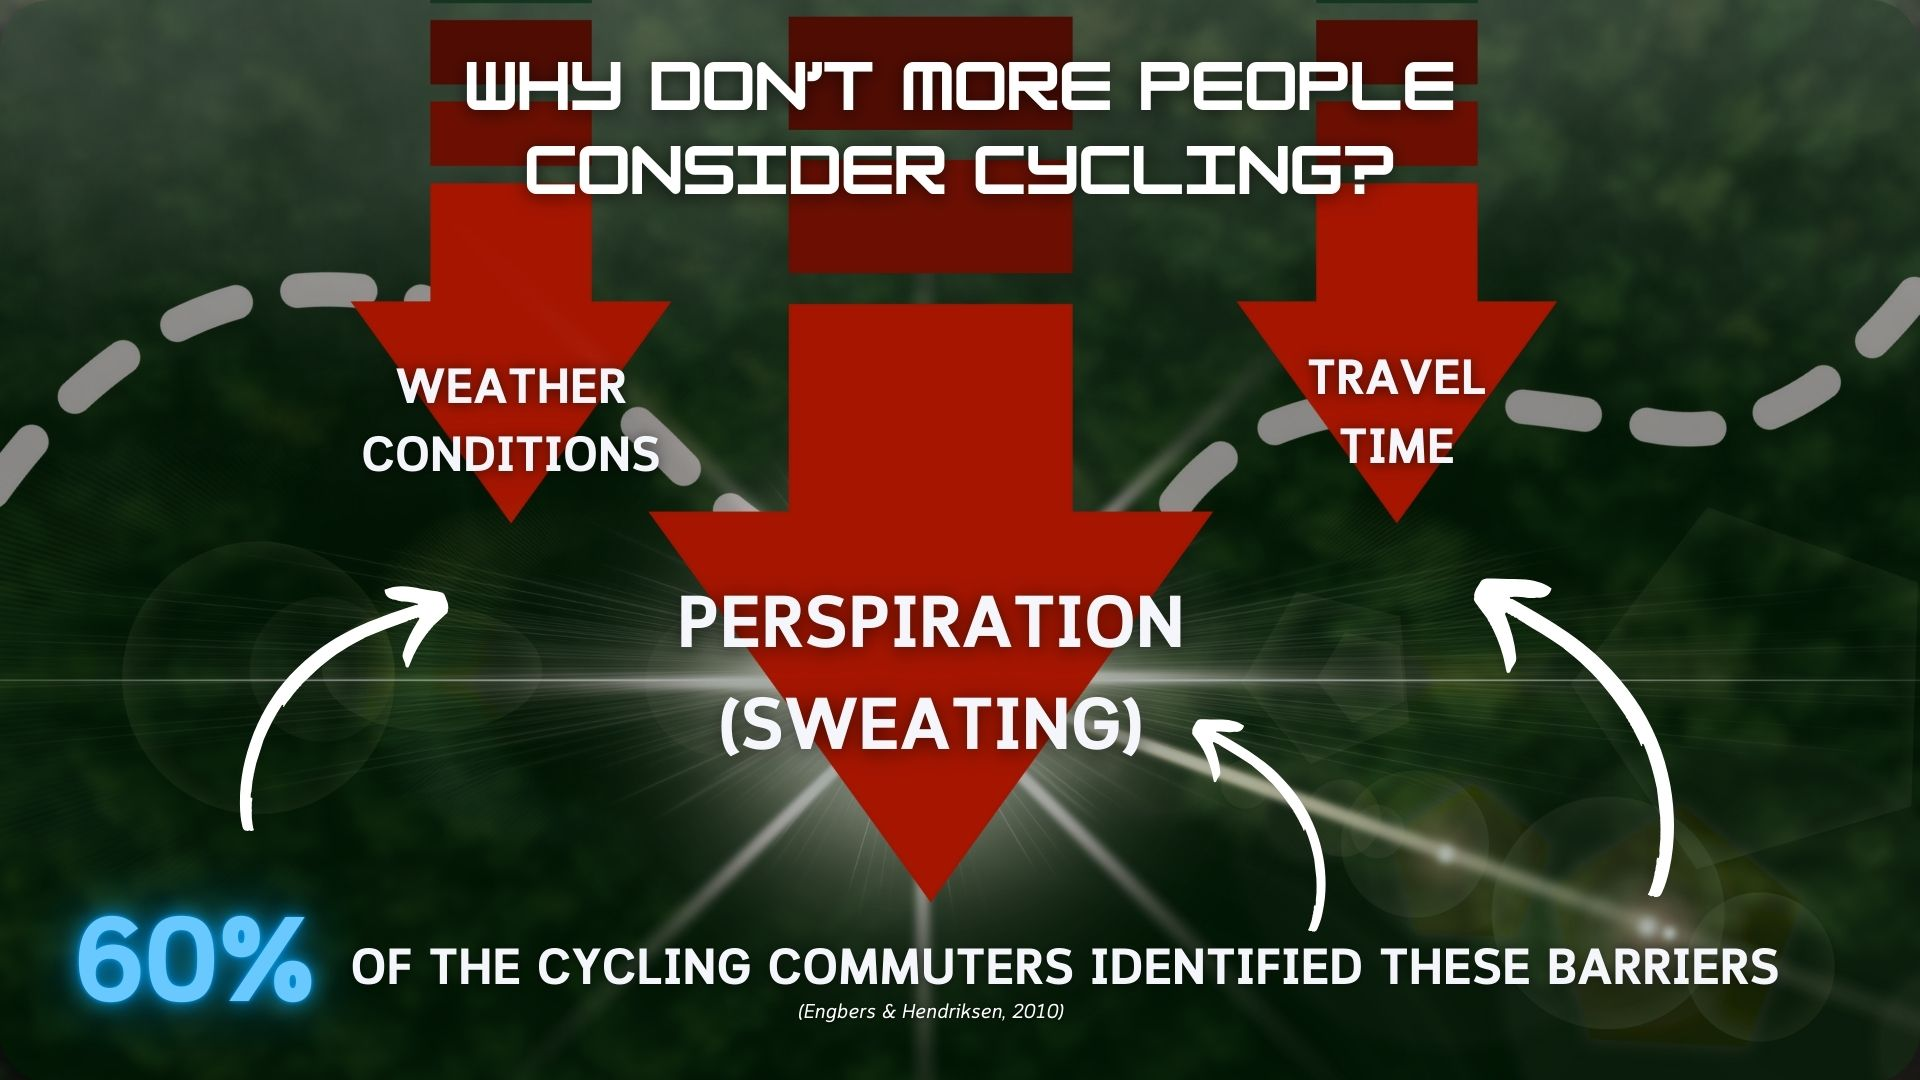 WHY DON'T MORE PEOPLE
CONSIDER CYCLING?
WEATHER
CONDITIONS
TRAVEL
TIME
PERSPIRATION
(SWEATING)
60% OF THE CYCLING COMMUTERS IDENTIFIED THESE BARRIERS
(Engbers & Hendriksen, 2010)